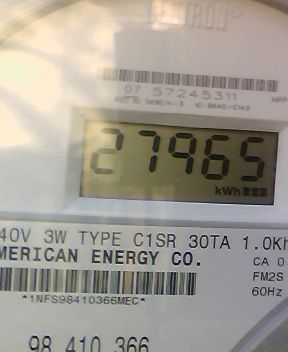 07 57245311
27965
kWh
40V 3W TYPE C1SR 30TA 1.0Kh
MERICAN ENERGY CO.
CA 0
FM2S
*1NFS98410366MEC*
60Hz
98 410 366